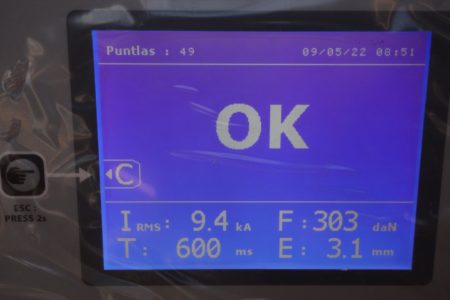 Puntlas : 49 09/05/22 08:51
OK
C
ESC :
PRESS 2s
I RMS : 9.4 kA F : 303 daN
T : 600 ms E : 3.1 mm